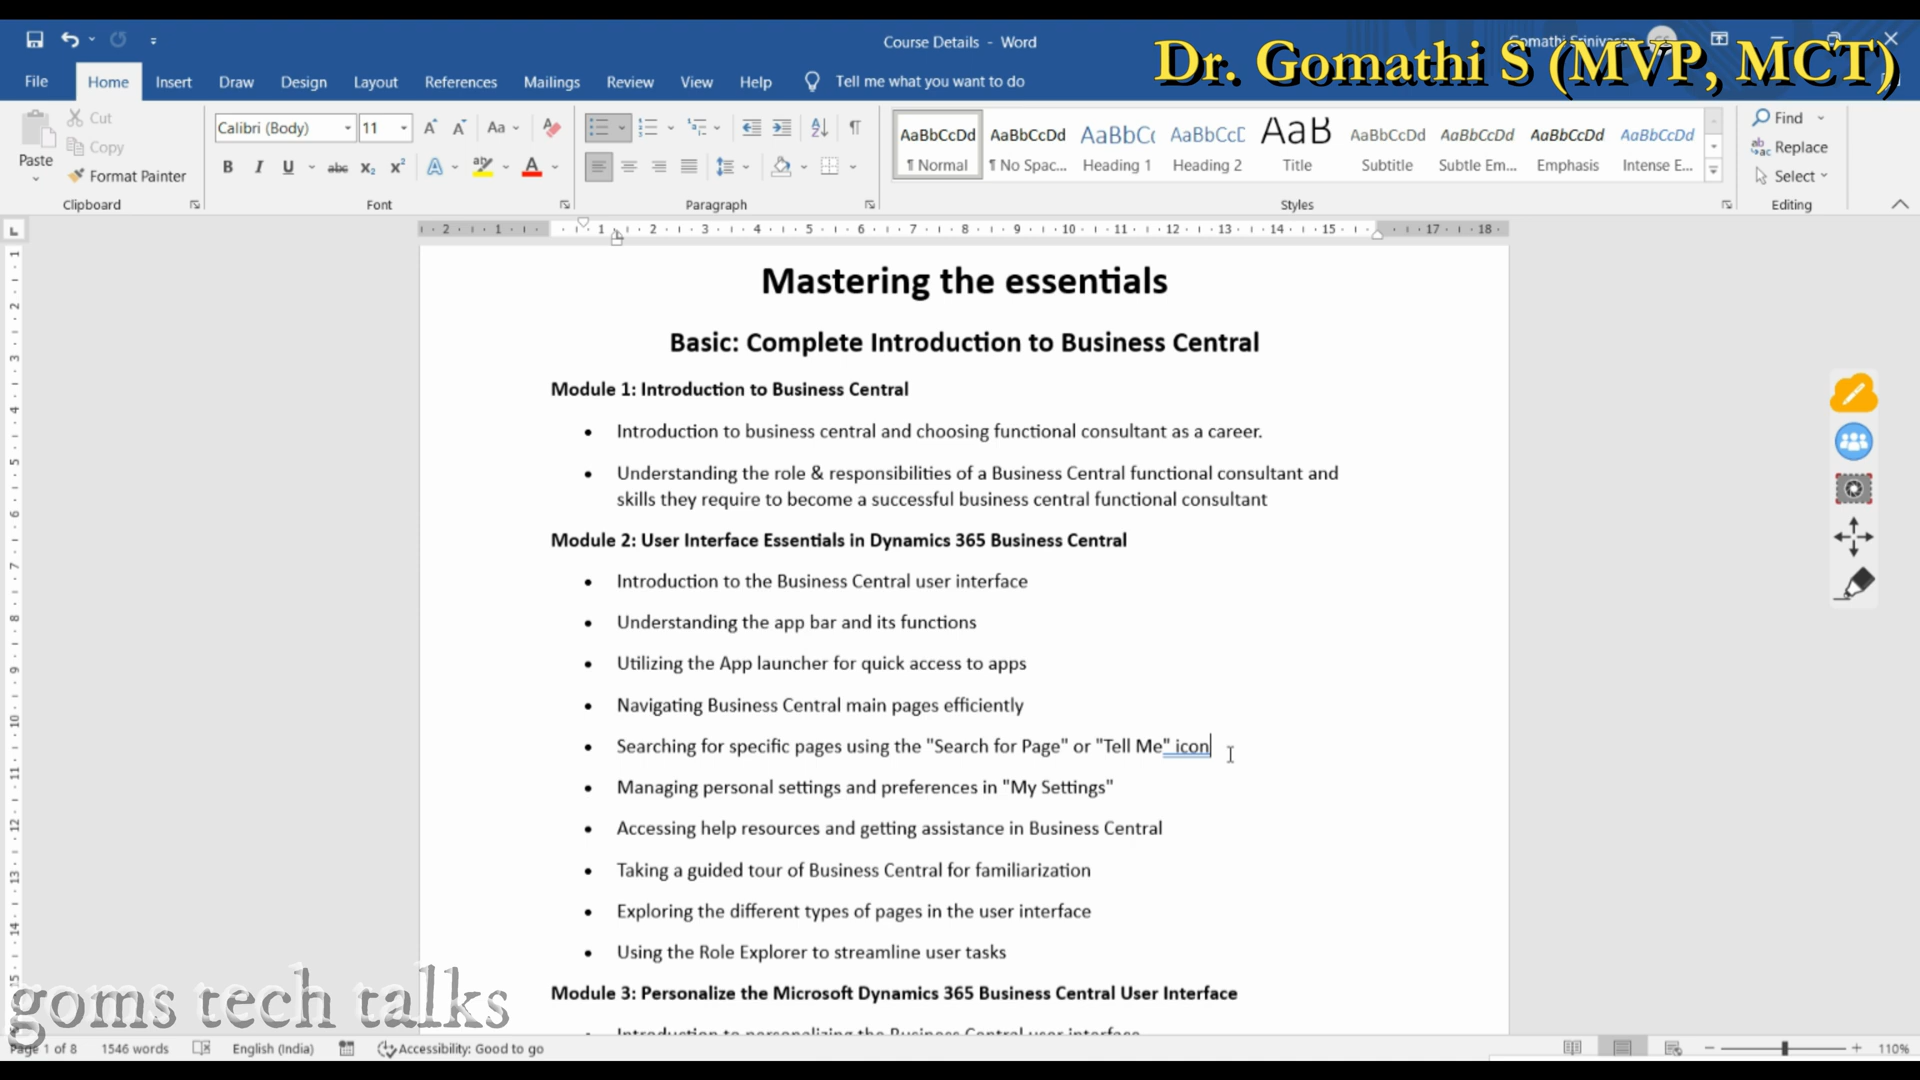 Course Details - Word
Gomathi Srinivasan
Dr. Gomathi S (MVP, MCT)
File Home Insert Draw Design Layout References Mailings Review View Help Tell me what you want to do
Paste
Cut
Copy
Format Painter
Clipboard
Calibri (Body) 11
Font
Paragraph
AaBbCcDd AaBbCcDd AaBbC( AaBbCcD AaB AaBbCcDd AaBbCcDd AaBbCcDd AaBbCcDd
¶ Normal ¶ No Spac... Heading 1 Heading 2 Title Subtitle Subtle Em... Emphasis Intense E...
Styles
Find
Replace
Select
Editing
Mastering the essentials
Basic: Complete Introduction to Business Central
Module 1: Introduction to Business Central
• Introduction to business central and choosing functional consultant as a career.
• Understanding the role & responsibilities of a Business Central functional consultant and
skills they require to become a successful business central functional consultant
Module 2: User Interface Essentials in Dynamics 365 Business Central
• Introduction to the Business Central user interface
• Understanding the app bar and its functions
• Utilizing the App launcher for quick access to apps
• Navigating Business Central main pages efficiently
• Searching for specific pages using the "Search for Page" or "Tell Me" icon
• Managing personal settings and preferences in "My Settings"
• Accessing help resources and getting assistance in Business Central
• Taking a guided tour of Business Central for familiarization
• Exploring the different types of pages in the user interface
• Using the Role Explorer to streamline user tasks
Module 3: Personalize the Microsoft Dynamics 365 Business Central User Interface
• Introduction to personalizing the Business Central user interface
goms tech talks
Page 1 of 8 1546 words English (India) Accessibility: Good to go 110%